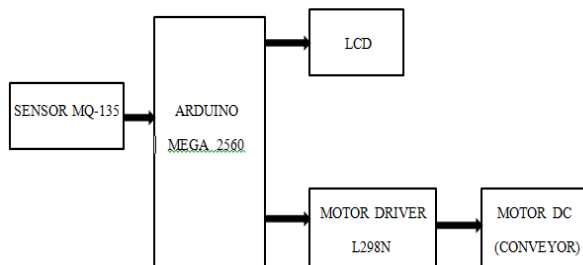 LCD
SENSOR MQ-135
ARDUINO
MEGA 2560
MOTOR DRIVER
L298N
MOTOR DC
(CONVEYOR)